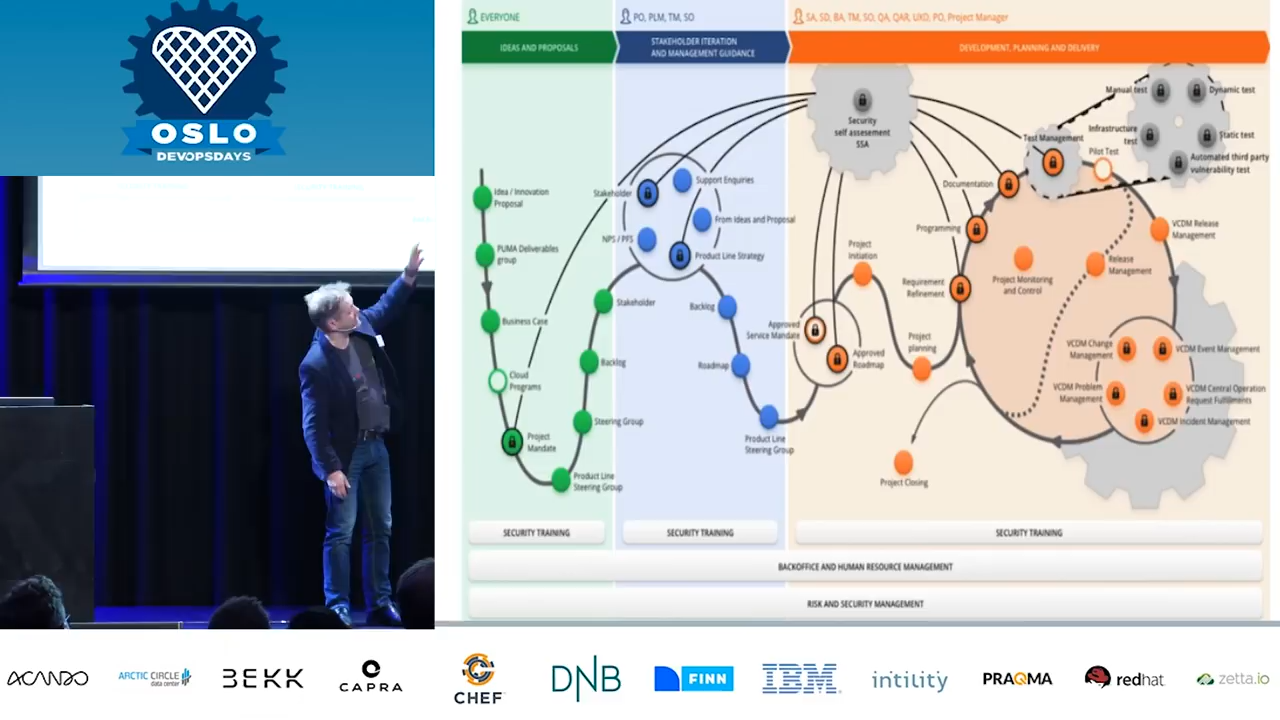 OSLO
DEVOPSDAYS
EVERYONE
PO, PLM, TM, SO
SA, SD, BA, TM, SO, QA, QAR, UXD, PO, Project Manager
IDEAS AND PROPOSALS
STAKEHOLDER ITERATION
AND MANAGEMENT GUIDANCE
DEVELOPMENT, PLANNING AND DELIVERY
Idea / Innovation
Proposal
PUMA Deliverables
group
Business Case
Cloud
Programs
Project
Mandate
Product Line
Steering Group
Steering Group
Backlog
Stakeholder
Stakeholder
Support Enquiries
From Ideas and Proposal
NPS / PFS
Product Line Strategy
Backlog
Roadmap
Product Line
Steering Group
Security
self assesement
SSA
Approved
Service Mandate
Approved
Roadmap
Project
Initiation
Project
planning
Requirement
Refinement
Programming
Documentation
Test Management
Pilot Test
Manual test
Dynamic test
Infrastructure
test
Static test
Automated third party
vulnerability test
VCDM Release
Management
Release
Management
Project Monitoring
and Control
VCDM Change
Management
VCDM Event Management
VCDM Problem
Management
VCDM Central Operation
Request Fulfillments
VCDM Incident Management
Project Closing
SECURITY TRAINING
SECURITY TRAINING
SECURITY TRAINING
BACKOFFICE AND HUMAN RESOURCE MANAGEMENT
RISK AND SECURITY MANAGEMENT
ACANDO
ARCTIC CIRCLE
data center
BEKK
CAPRA
CHEF
DNB
FINN
IBM
intility
PRAQMA
redhat
zetta.io